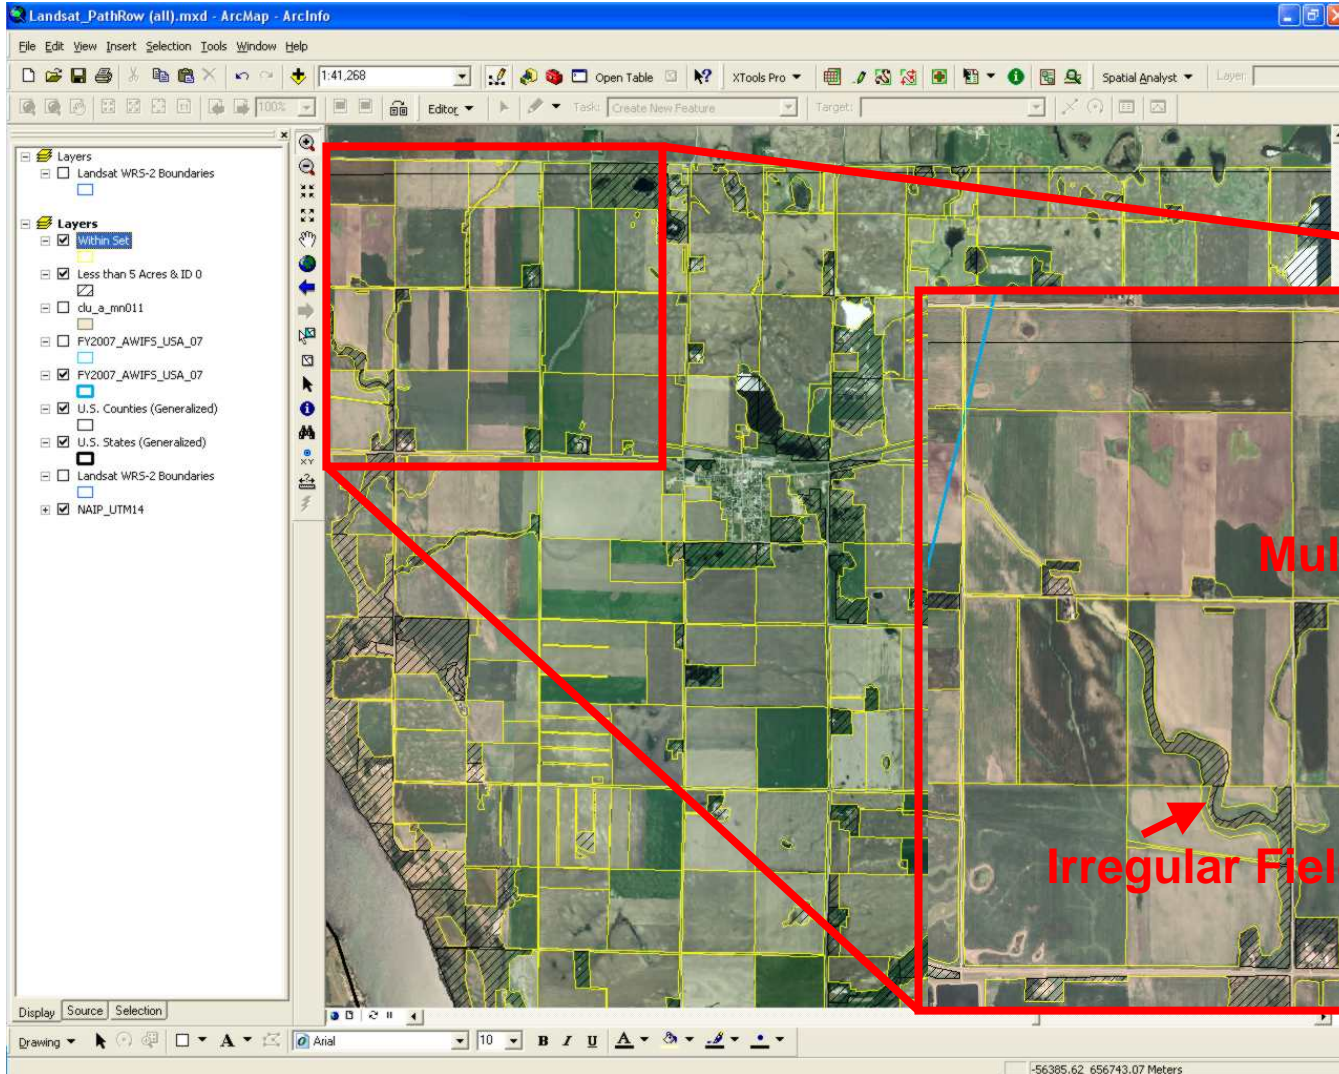 Landsat_PathRow (all).mxd - ArcMap - ArcInfo
File Edit View Insert Selection Tools Window Help
1:41,268 Open Table XTools Pro Spatial Analyst Layer:
100% Editor Task: Create New Feature Target:
Layers
Landsat WRS-2 Boundaries
Layers
Within Set
Less than 5 Acres & ID 0
clu_a_mn011
FY2007_AWIFS_USA_07
FY2007_AWIFS_USA_07
U.S. Counties (Generalized)
U.S. States (Generalized)
Landsat WRS-2 Boundaries
NAIP_UTM14
XY
Mul
Irregular Fiel
Display Source Selection
Drawing A Arial 10 B I U A
-56385.62 656743.07 Meters